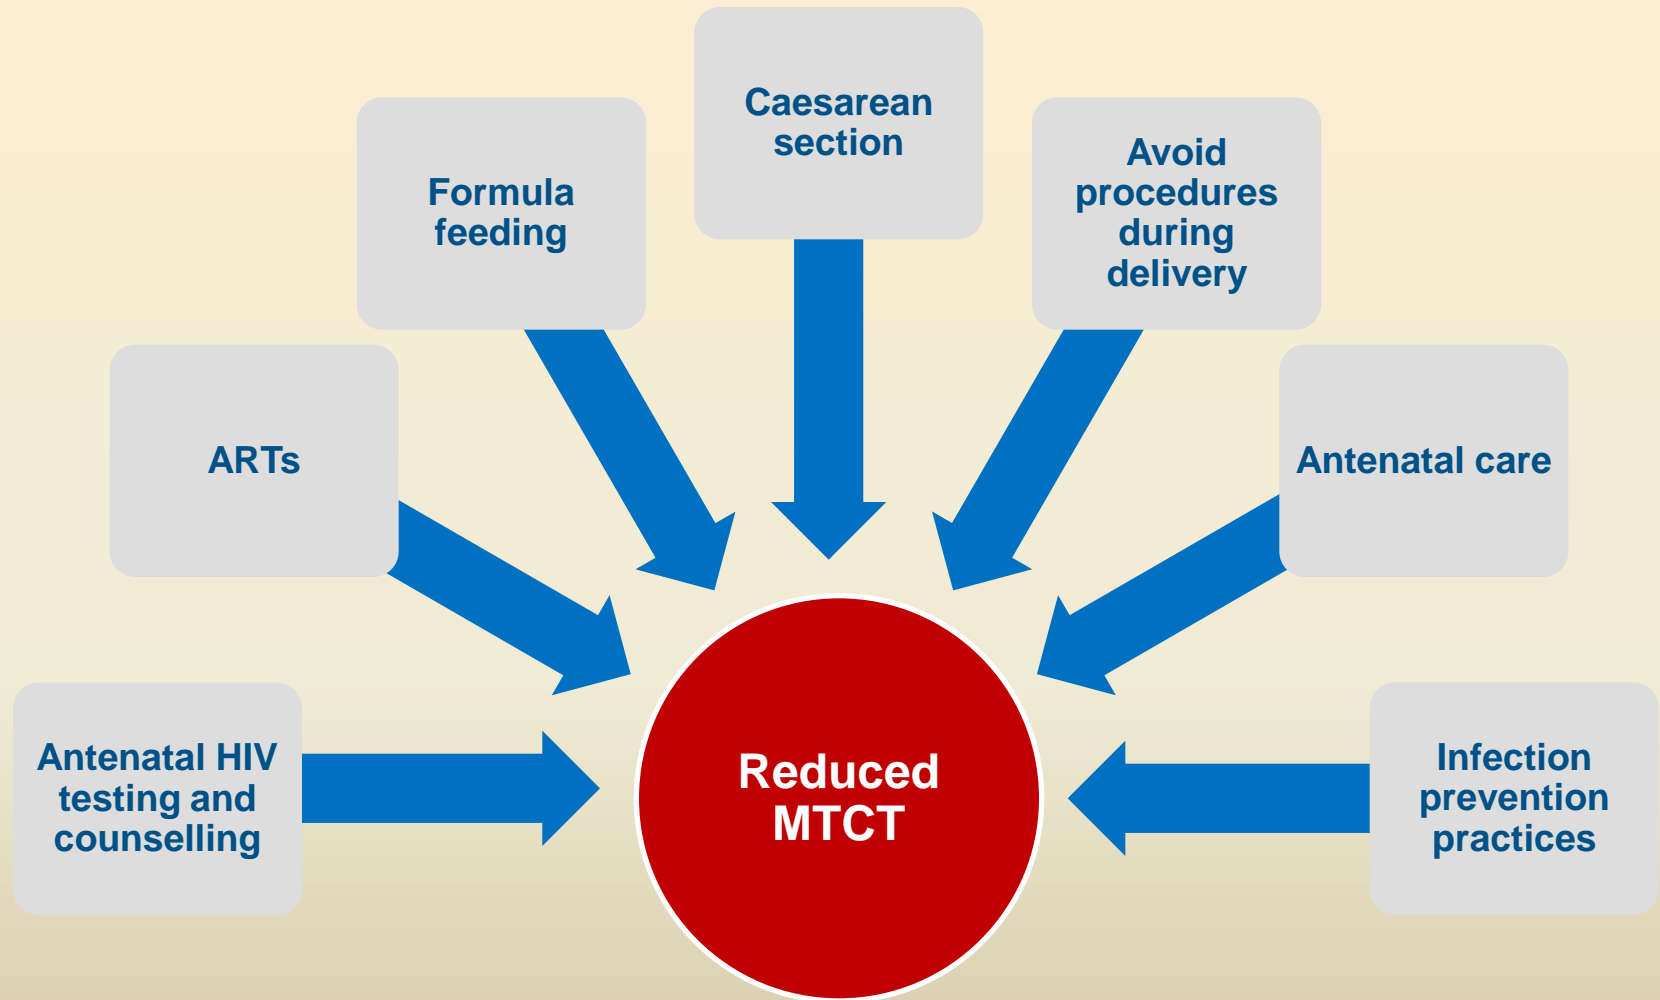 Caesarean
section
Formula
feeding
Avoid
procedures
during
delivery
ARTs
Antenatal care
Antenatal HIV
testing and
counselling
Reduced
MTCT
Infection
prevention
practices